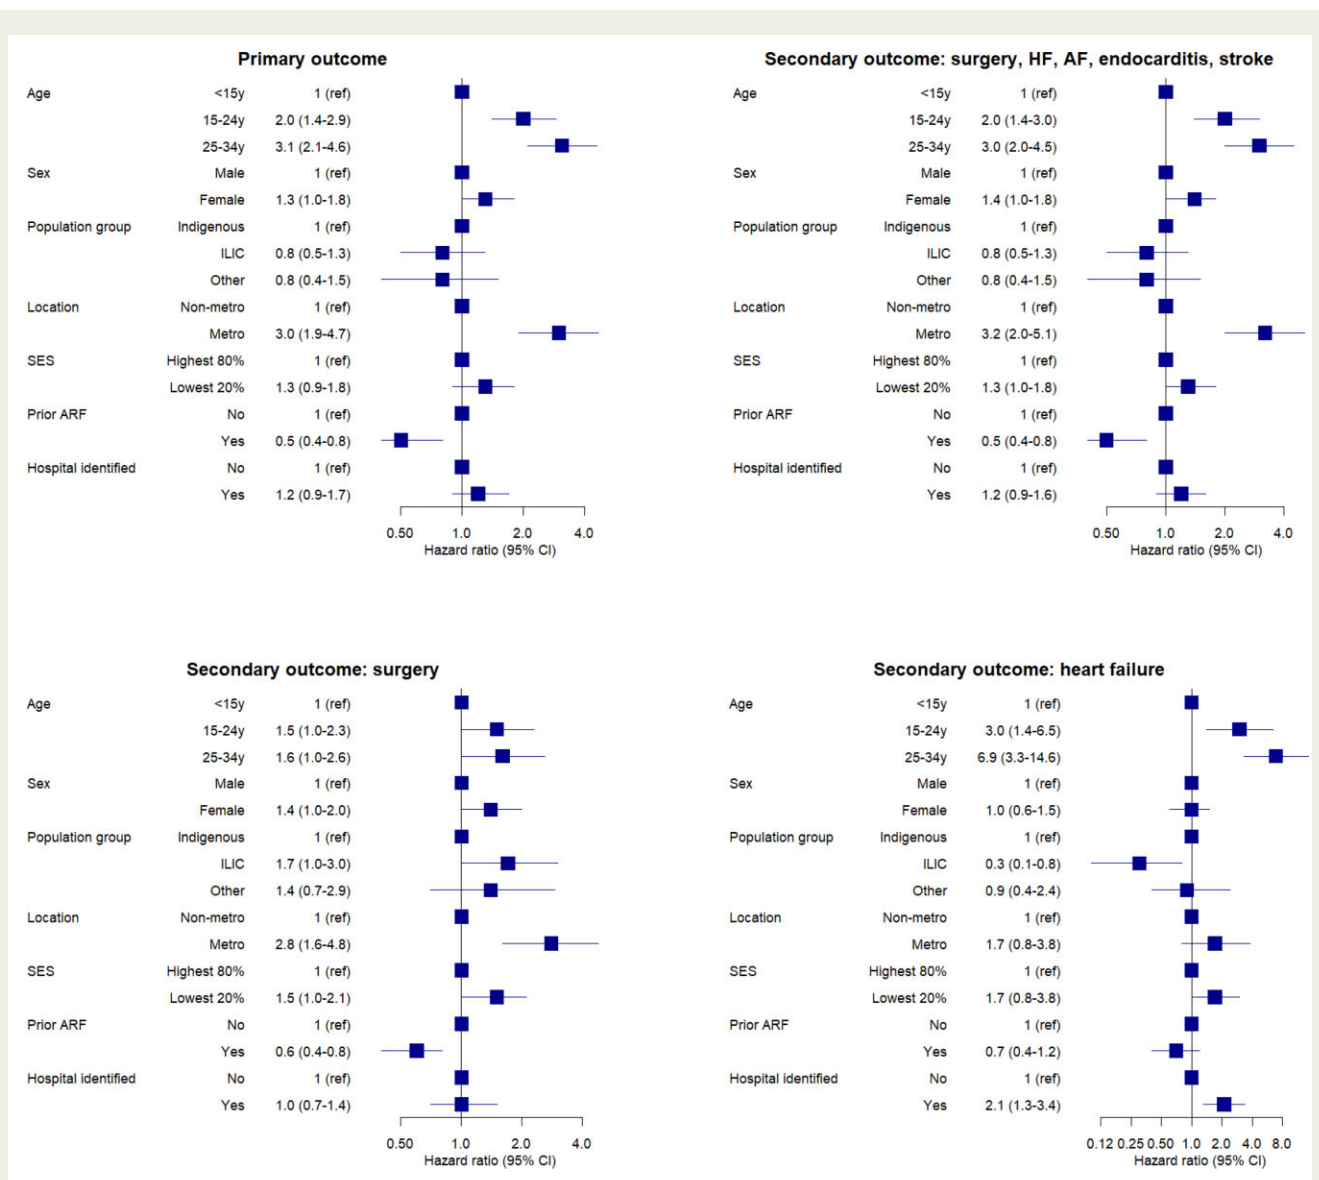 Primary outcome
Age <15y 1 (ref)
15-24y 2.0 (1.4-2.9)
25-34y 3.1 (2.1-4.6)
Sex Male 1 (ref)
Female 1.3 (1.0-1.8)
Population group Indigenous 1 (ref)
ILIC 0.8 (0.5-1.3)
Other 0.8 (0.4-1.5)
Location Non-metro 1 (ref)
Metro 3.0 (1.9-4.7)
SES Highest 80% 1 (ref)
Lowest 20% 1.3 (0.9-1.8)
Prior ARF No 1 (ref)
Yes 0.5 (0.4-0.8)
Hospital identified No 1 (ref)
Yes 1.2 (0.9-1.7)
0.50 1.0 2.0 4.0
Hazard ratio (95% CI)
Secondary outcome: surgery, HF, AF, endocarditis, stroke
Age <15y 1 (ref)
15-24y 2.0 (1.4-3.0)
25-34y 3.0 (2.0-4.5)
Sex Male 1 (ref)
Female 1.4 (1.0-1.8)
Population group Indigenous 1 (ref)
ILIC 0.8 (0.5-1.3)
Other 0.8 (0.4-1.5)
Location Non-metro 1 (ref)
Metro 3.2 (2.0-5.1)
SES Highest 80% 1 (ref)
Lowest 20% 1.3 (1.0-1.8)
Prior ARF No 1 (ref)
Yes 0.5 (0.4-0.8)
Hospital identified No 1 (ref)
Yes 1.2 (0.9-1.6)
0.50 1.0 2.0 4.0
Hazard ratio (95% CI)
Secondary outcome: surgery
Age <15y 1 (ref)
15-24y 1.5 (1.0-2.3)
25-34y 1.6 (1.0-2.6)
Sex Male 1 (ref)
Female 1.4 (1.0-2.0)
Population group Indigenous 1 (ref)
ILIC 1.7 (1.0-3.0)
Other 1.4 (0.7-2.9)
Location Non-metro 1 (ref)
Metro 2.8 (1.6-4.8)
SES Highest 80% 1 (ref)
Lowest 20% 1.5 (1.0-2.1)
Prior ARF No 1 (ref)
Yes 0.6 (0.4-0.8)
Hospital identified No 1 (ref)
Yes 1.0 (0.7-1.4)
0.50 1.0 2.0 4.0
Hazard ratio (95% CI)
Secondary outcome: heart failure
Age <15y 1 (ref)
15-24y 3.0 (1.4-6.5)
25-34y 6.9 (3.3-14.6)
Sex Male 1 (ref)
Female 1.0 (0.6-1.5)
Population group Indigenous 1 (ref)
ILIC 0.3 (0.1-0.8)
Other 0.9 (0.4-2.4)
Location Non-metro 1 (ref)
Metro 1.7 (0.8-3.8)
SES Highest 80% 1 (ref)
Lowest 20% 1.7 (0.8-3.8)
Prior ARF No 1 (ref)
Yes 0.7 (0.4-1.2)
Hospital identified No 1 (ref)
Yes 2.1 (1.3-3.4)
0.12 0.25 0.50 1.0 2.0 4.0 8.0
Hazard ratio (95% CI)